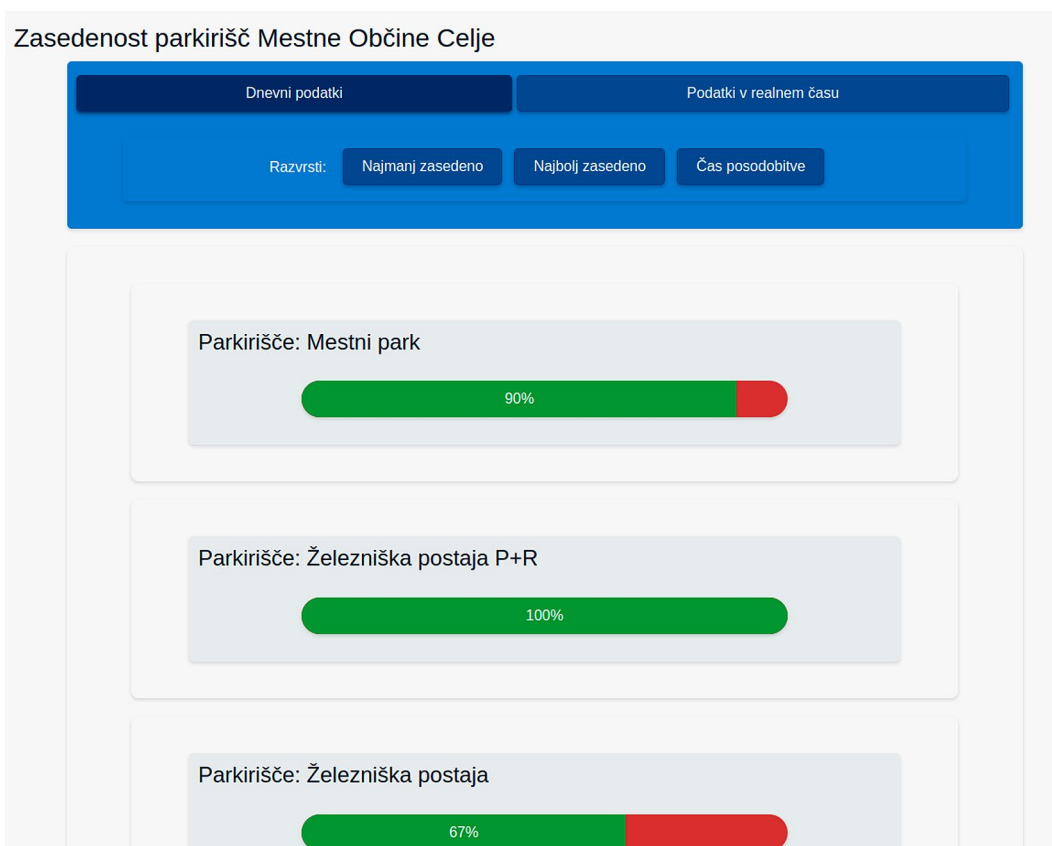 Zasedenost parkirišč Mestne Občine Celje
Dnevni podatki
Podatki v realnem času
Razvrsti:
Najmanj zasedeno
Najbolj zasedeno
Čas posodobitve
Parkirišče: Mestni park
90%
Parkirišče: Železniška postaja P+R
100%
Parkirišče: Železniška postaja
67%